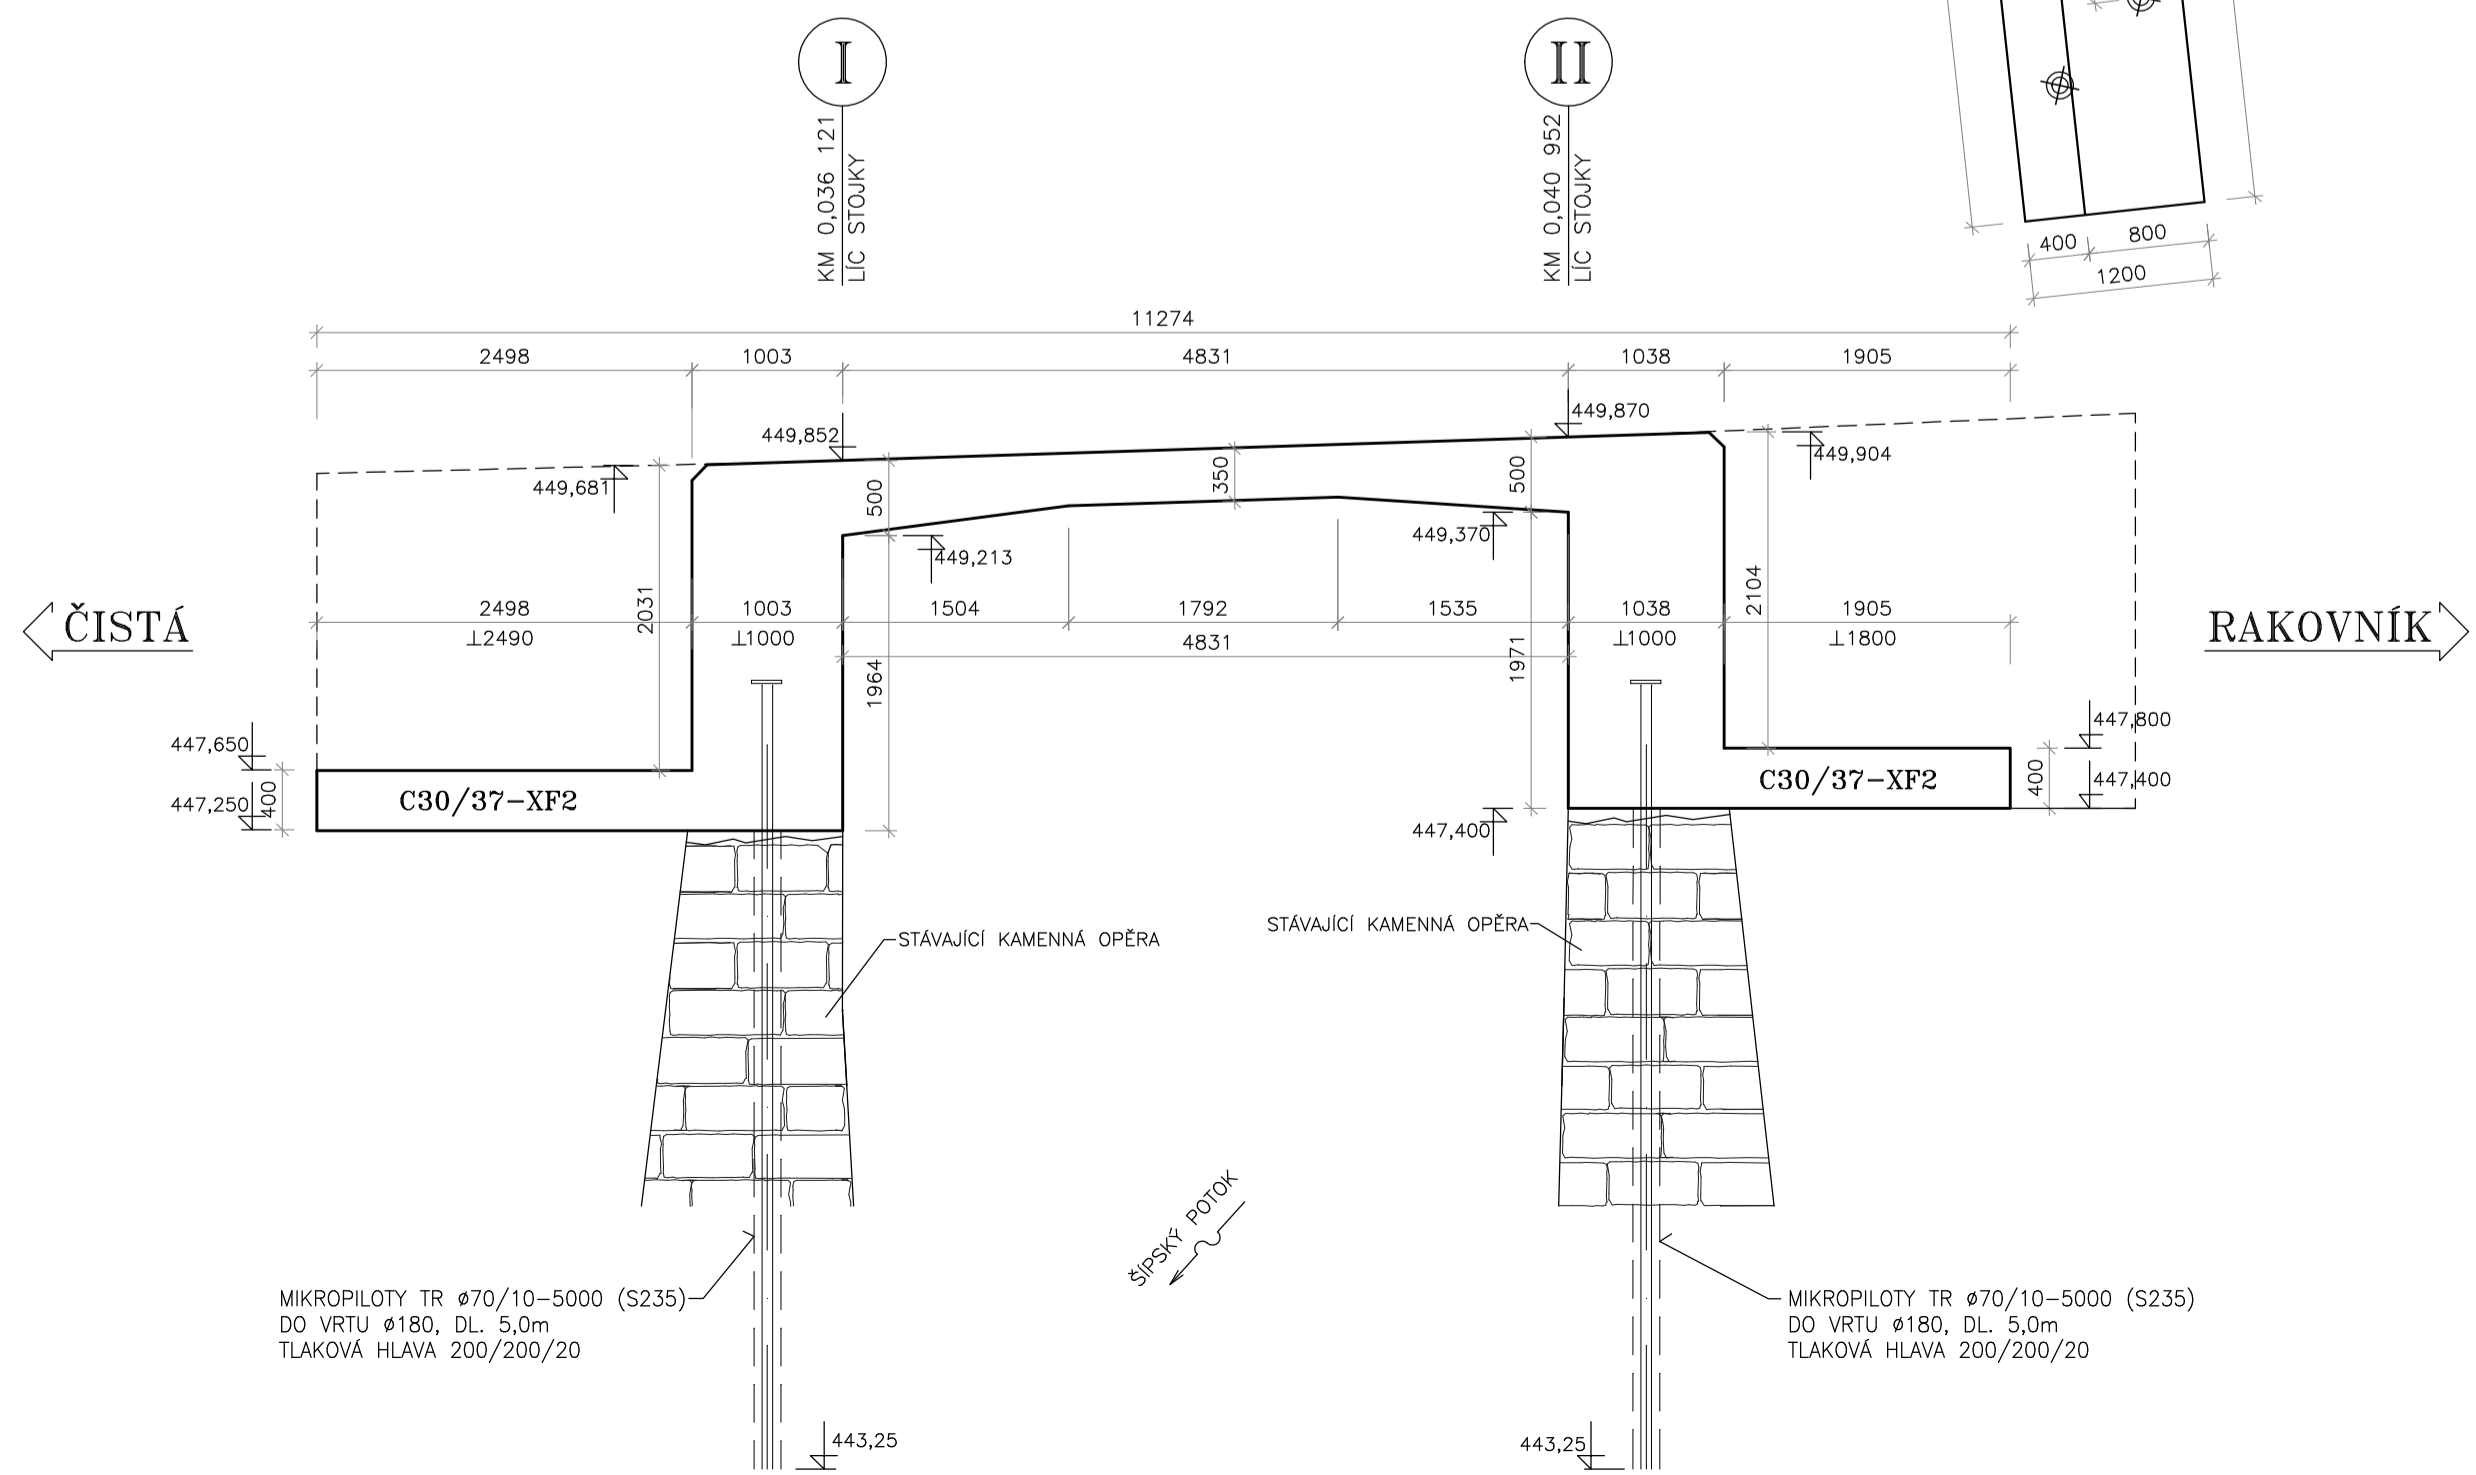 I
II
KM 0,036 121
LÍC STOJKY
KM 0,040 952
LÍC STOJKY
400
800
1200
11274
2498
1003
4831
1038
1905
449,852
449,870
449,681
449,904
500
350
500
449,370
449,213
2031
2104
ČISTÁ
RAKOVNÍK
2498
1003
1504
1792
1535
1038
1905
⊥2490
⊥1000
4831
⊥1000
⊥1800
1964
1971
447,650
447,250
400
C30/37-XF2
C30/37-XF2
447,800
447,400
400
447,400
STÁVAJÍCÍ KAMENNÁ OPĚRA
STÁVAJÍCÍ KAMENNÁ OPĚRA
ŠÍPSKÝ POTOK
MIKROPILOTY TR ø70/10-5000 (S235)
DO VRTU ø180, DL. 5,0m
TLAKOVÁ HLAVA 200/200/20
MIKROPILOTY TR ø70/10-5000 (S235)
DO VRTU ø180, DL. 5,0m
TLAKOVÁ HLAVA 200/200/20
443,25
443,25